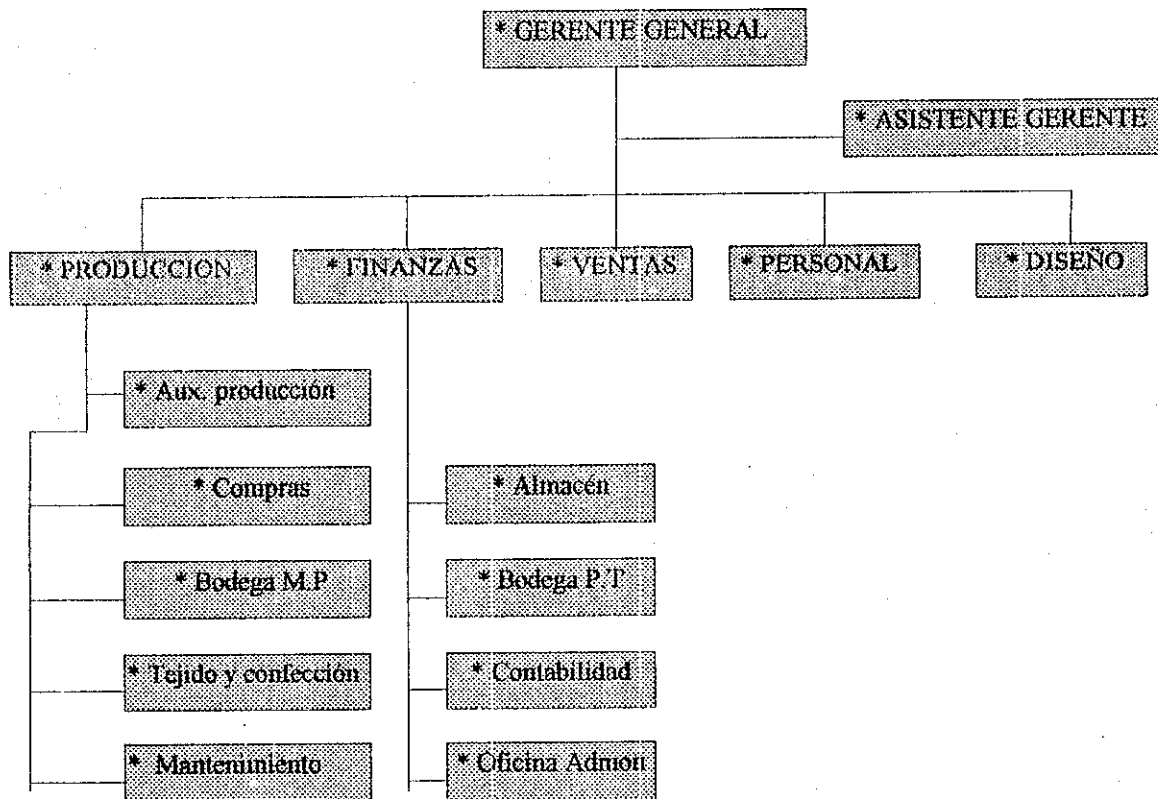 * GERENTE GENERAL
* ASISTENTE GERENTE
* PRODUCCION
* FINANZAS
* VENTAS
* PERSONAL
* DISEÑO
* Aux. producción
* Compras
* Bodega M.P
* Tejido y confección
* Mantenimiento
* Almacén
* Bodega P.T
* Contabilidad
* Oficina Admon